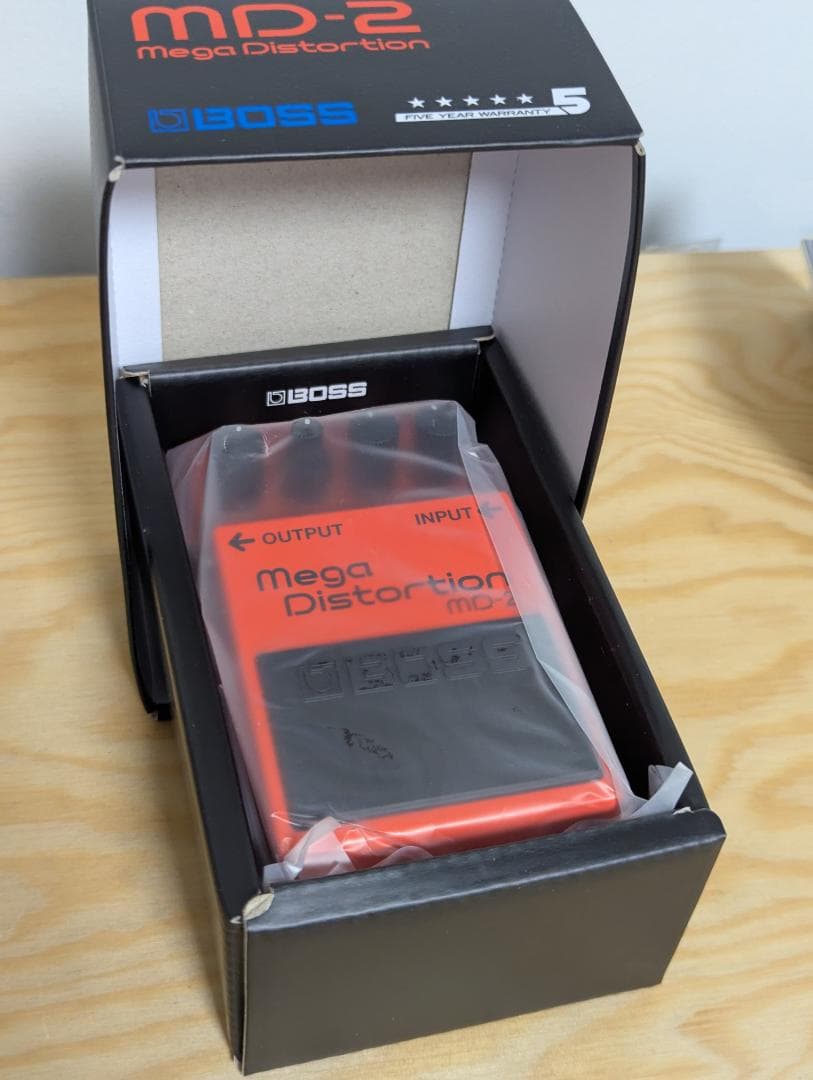 MD-2
Mega Distortion
BOSS
★★★★★ 5
FIVE YEAR WARRANTY
BOSS
← OUTPUT
INPUT ←
Mega
Distortion
MD-2
BOSS